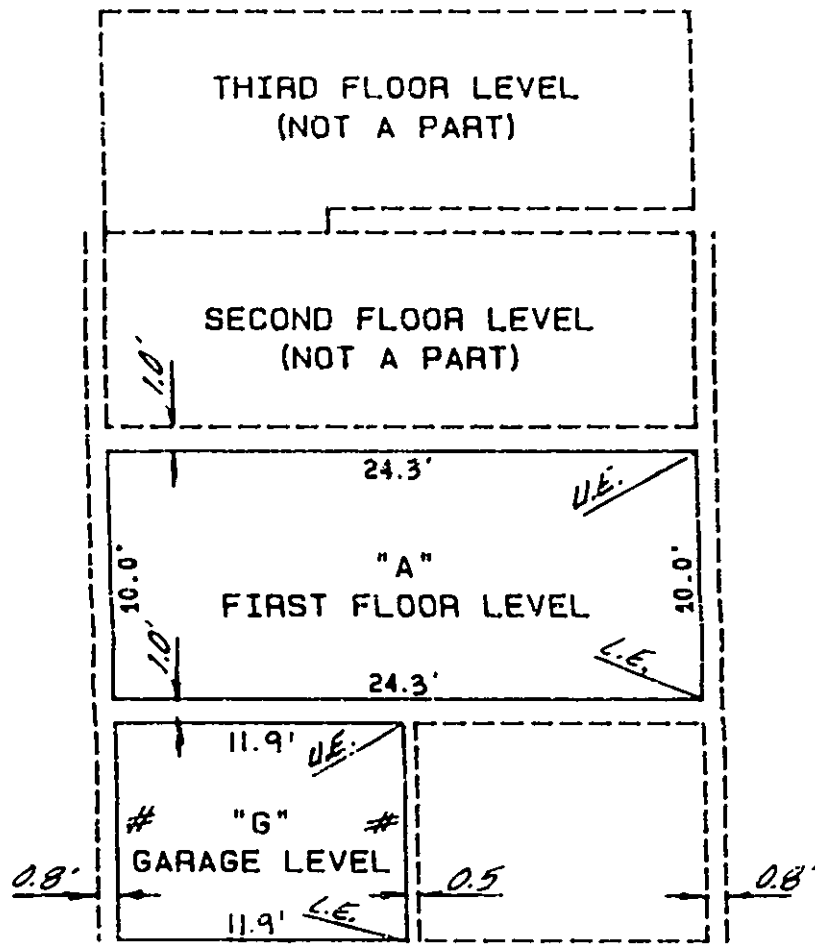 THIRD FLOOR LEVEL
(NOT A PART)
SECOND FLOOR LEVEL
(NOT A PART)
1.0'
24.3'
U.E.
10.0'
"A"
10.0'
FIRST FLOOR LEVEL
1.0'
L.E.
24.3'
11.9'
U.E.
# "G" #
GARAGE LEVEL
0.8'
0.5
0.8'
11.9'
L.E.